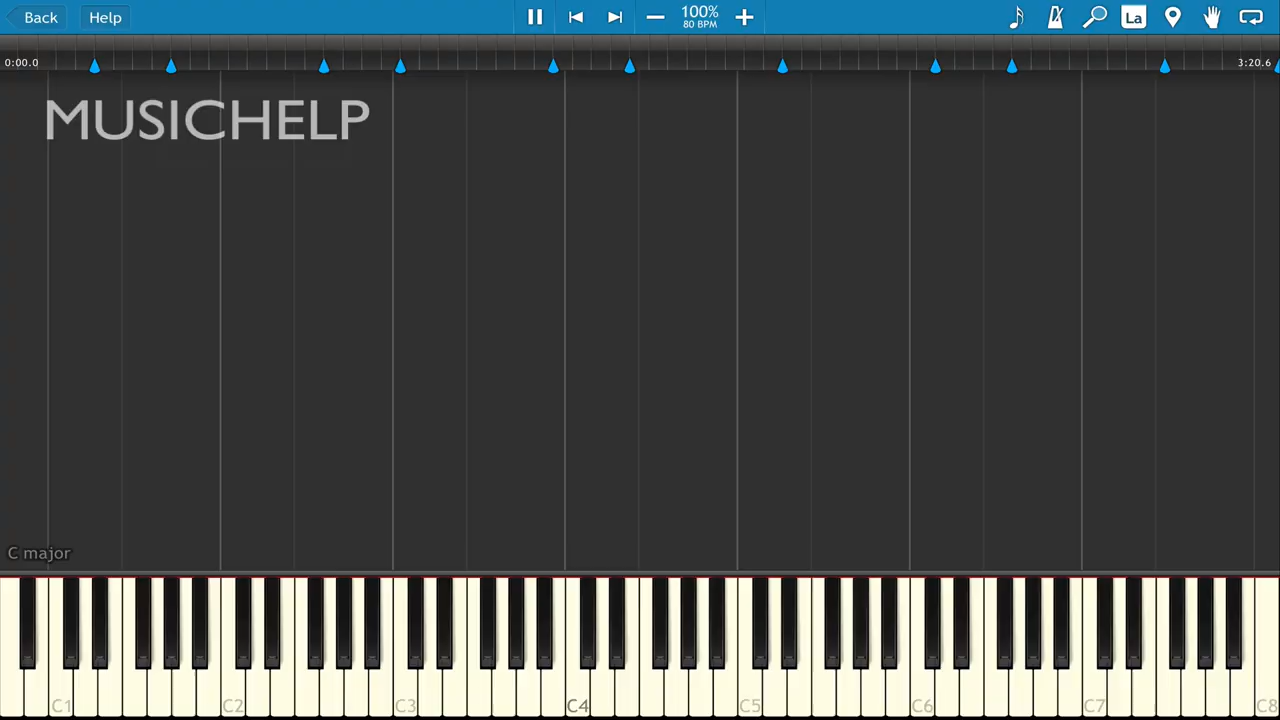 Back Help 100% La
80 BPM
0:00.0 3:20.6
MUSICHELP
C major
C1 C2 C3 C4 C5 C6 C7 C8